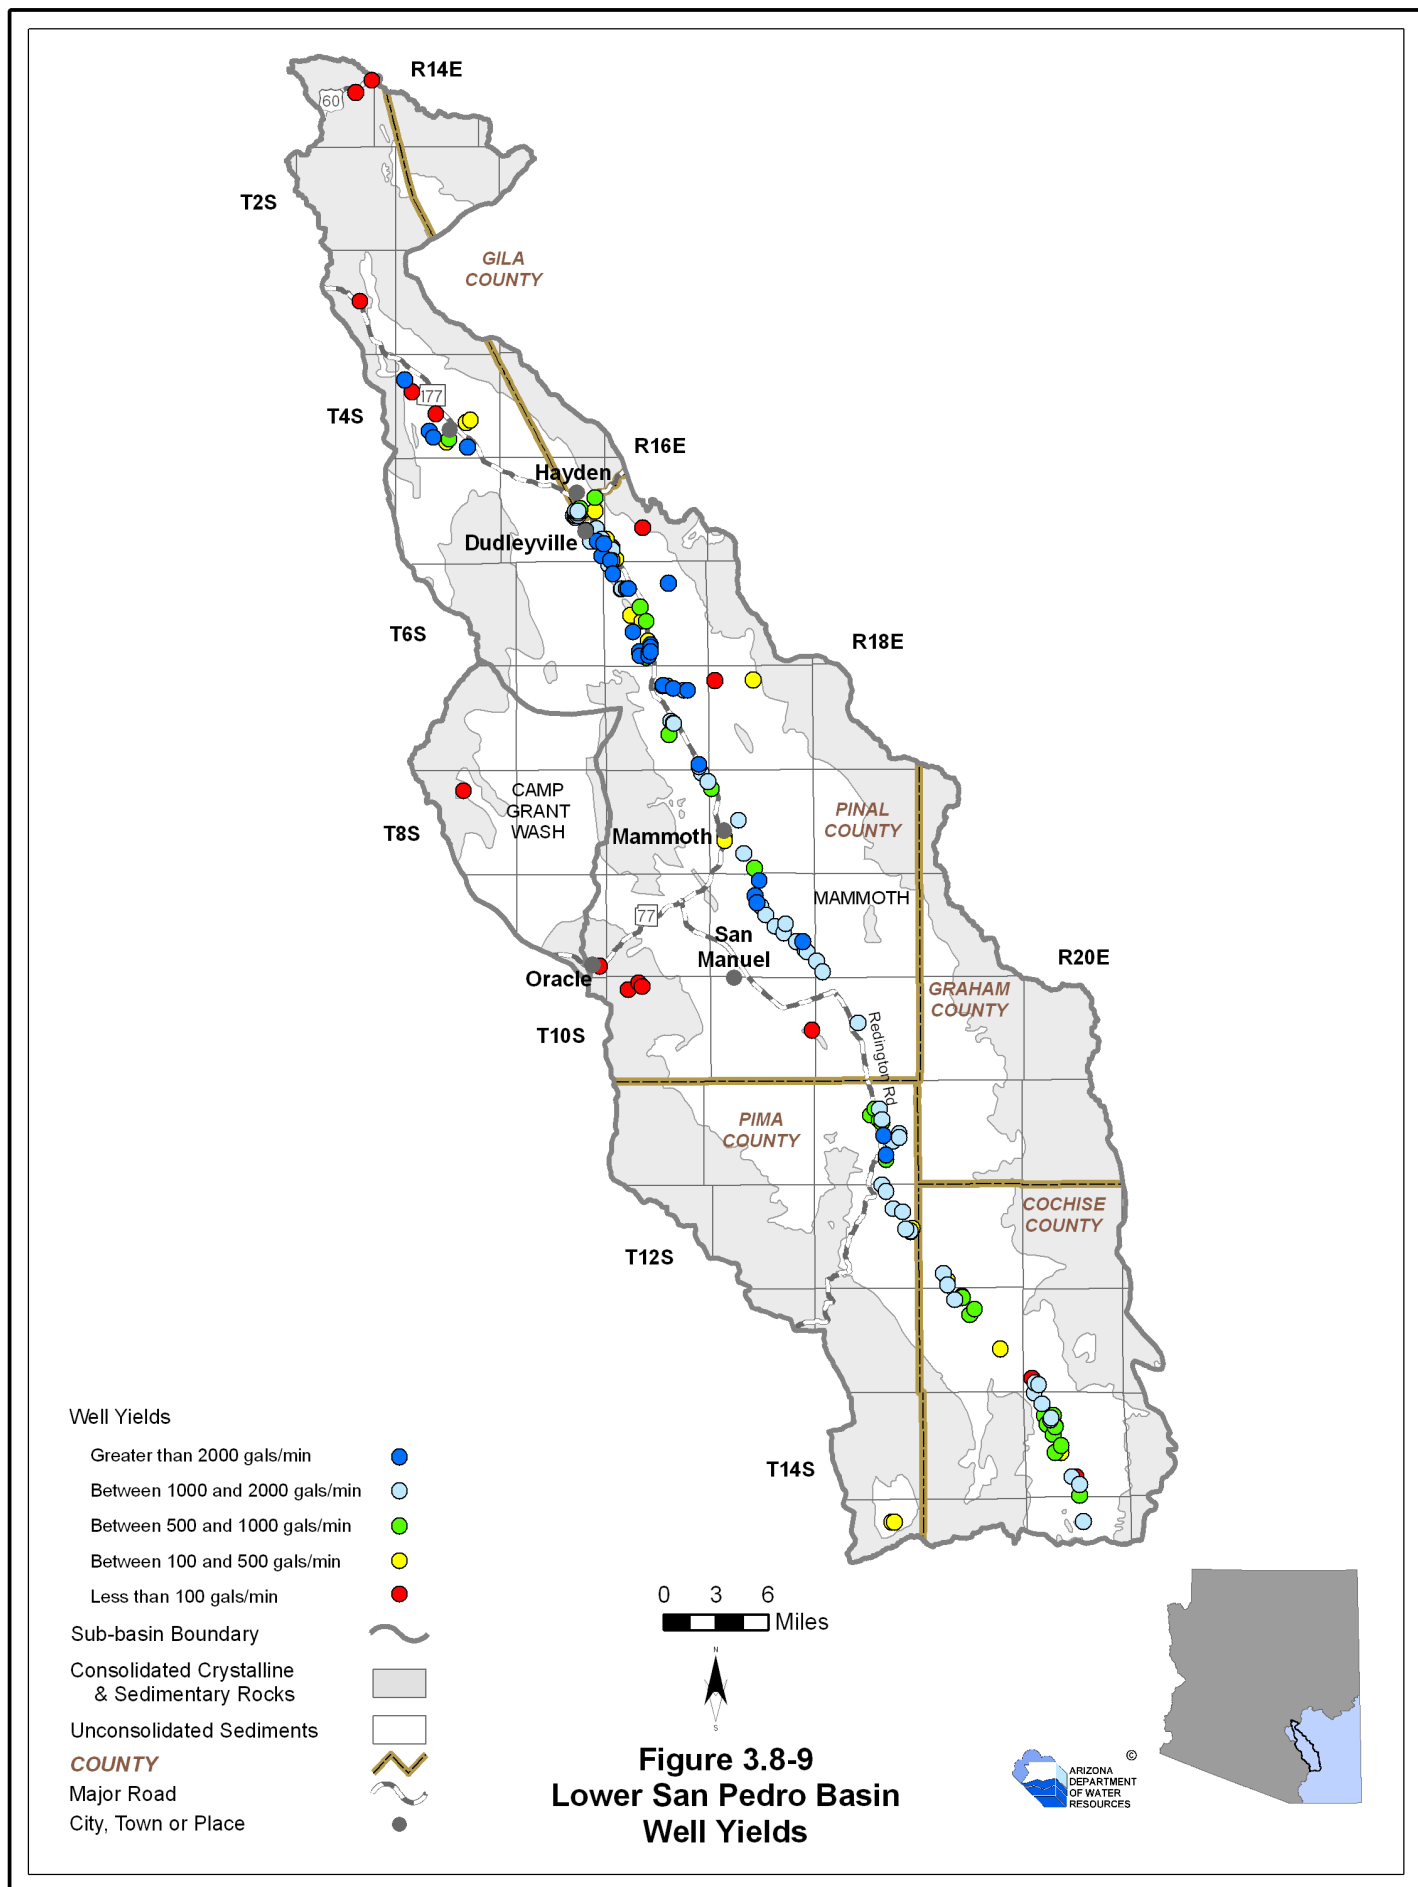 R14E
60
T2S
GILA
COUNTY
177
T4S
R16E
Hayden
Dudleyville
T6S
R18E
CAMP
GRANT
WASH
T8S
PINAL
COUNTY
Mammoth
MAMMOTH
77
San
Manuel
R20E
Oracle
GRAHAM
COUNTY
T10S
Redington Rd
PIMA
COUNTY
COCHISE
COUNTY
T12S
T14S
Well Yields
Greater than 2000 gals/min
Between 1000 and 2000 gals/min
Between 500 and 1000 gals/min
Between 100 and 500 gals/min
Less than 100 gals/min
Sub-basin Boundary
Consolidated Crystalline
& Sedimentary Rocks
Unconsolidated Sediments
COUNTY
Major Road
City, Town or Place
0 3 6
Miles
N
S
Figure 3.8-9
Lower San Pedro Basin
Well Yields
©
ARIZONA
DEPARTMENT
OF WATER
RESOURCES